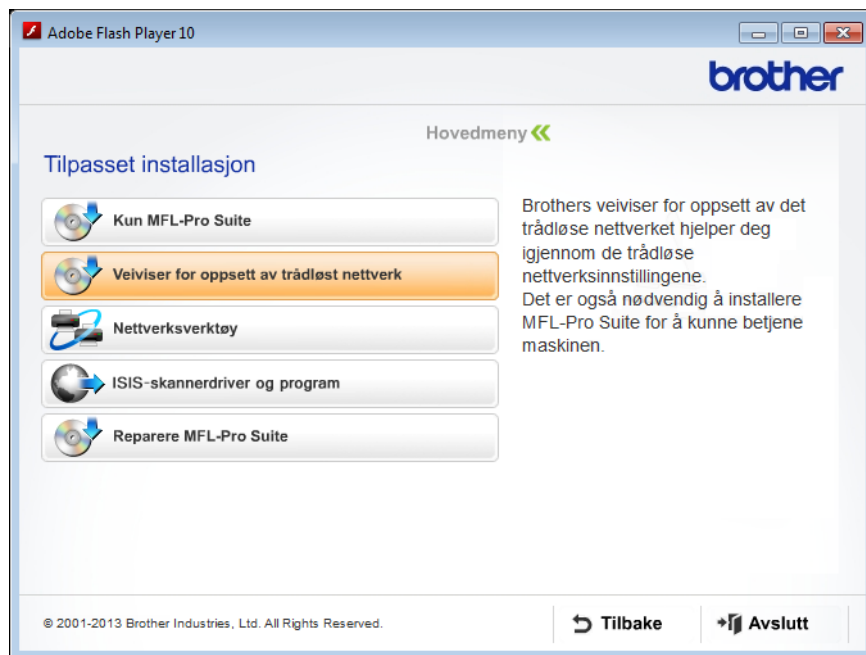 Adobe Flash Player 10
brother
Hovedmeny
Tilpasset installasjon
Kun MFL-Pro Suite
Veiviser for oppsett av trådløst nettverk
Nettverksverktøy
ISIS-skannerdriver og program
Reparere MFL-Pro Suite
Brothers veiviser for oppsett av det
trådløse nettverket hjelper deg
igjennom de trådløse
nettverksinnstillingene.
Det er også nødvendig å installere
MFL-Pro Suite for å kunne betjene
maskinen.
© 2001-2013 Brother Industries, Ltd. All Rights Reserved.
Tilbake
Avslutt